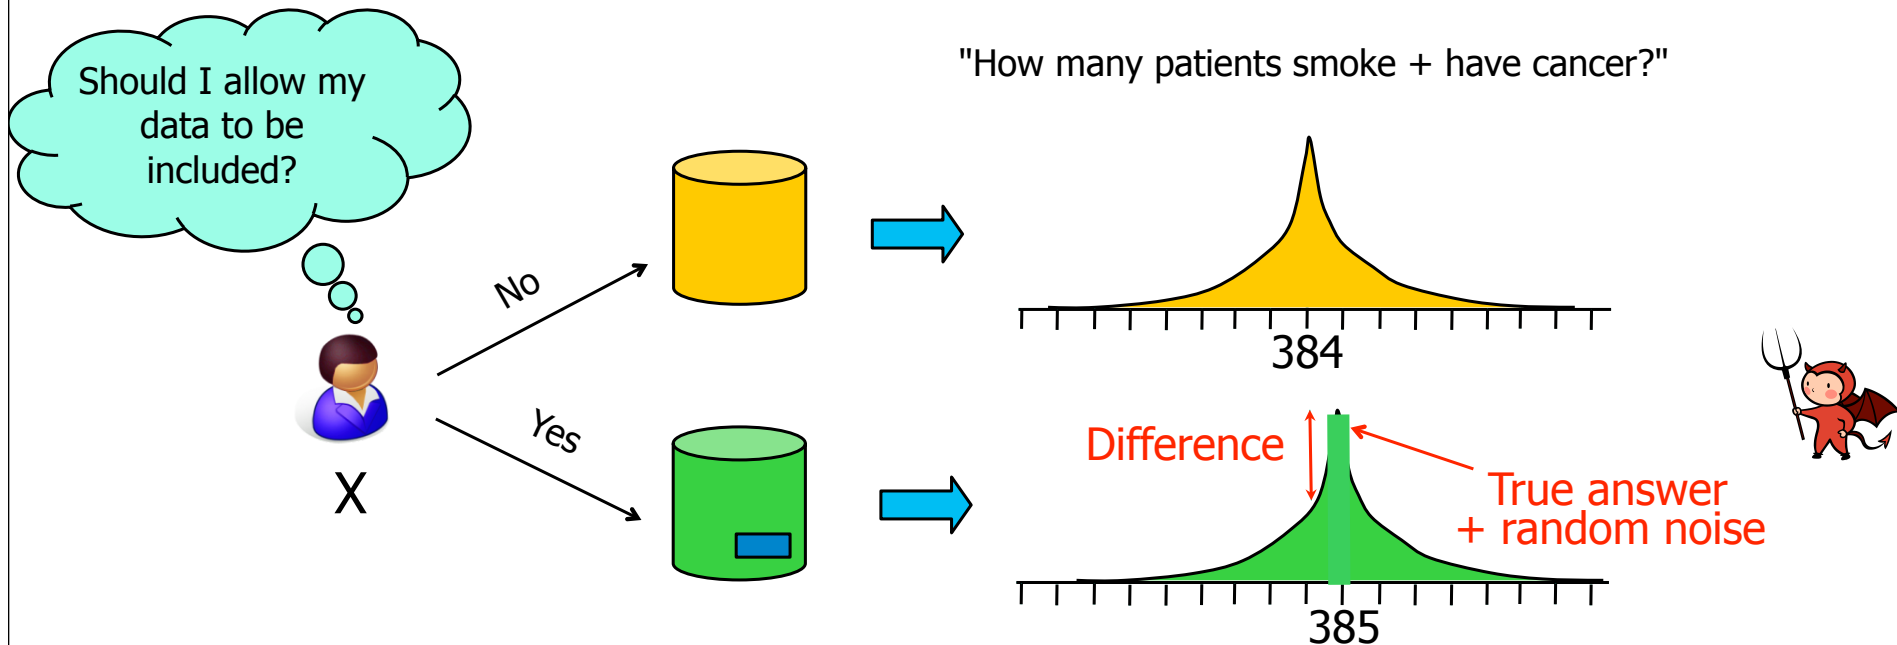 Should I allow my
data to be
included?
"How many patients smoke + have cancer?"
No
384
Yes
Difference
True answer
+ random noise
X
385